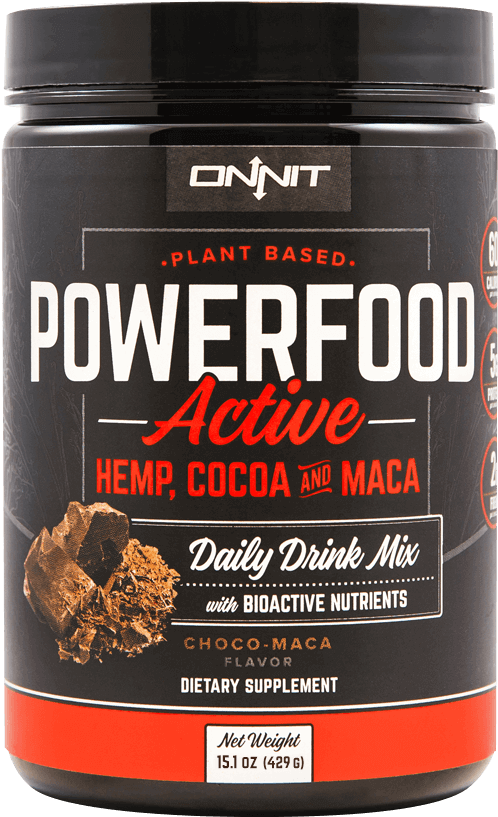 ONNIT
·PLANT BASED·
POWERFOOD
Active
HEMP, COCOA AND MACA
Daily Drink Mix
with BIOACTIVE NUTRIENTS
CHOCO-MACA
FLAVOR
DIETARY SUPPLEMENT
Net Weight
15.1 OZ (429 G)